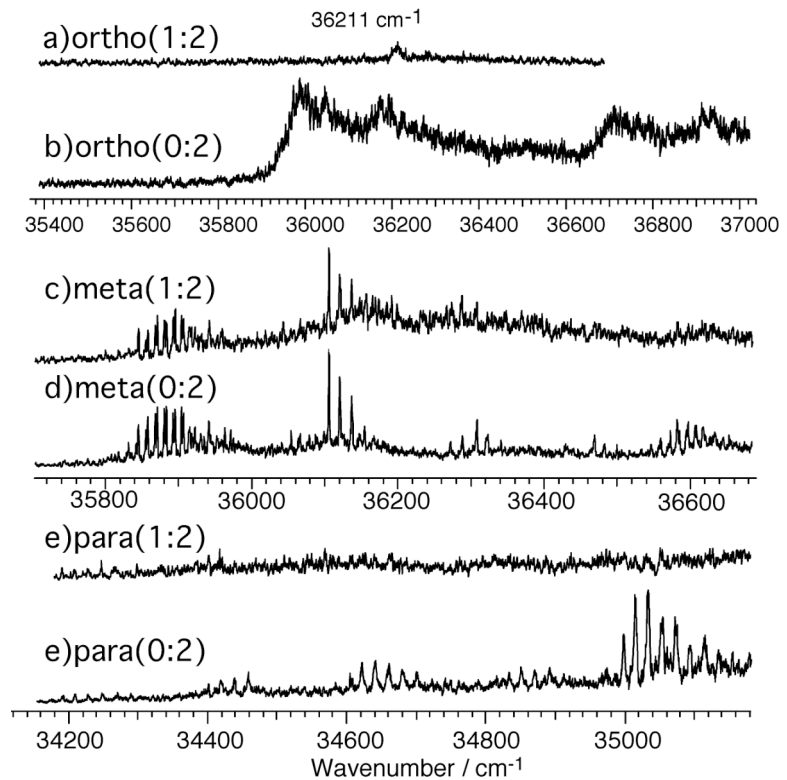 36211 cm-1
a)ortho(1:2)
b)ortho(0:2)
35400 35600 35800 36000 36200 36400 36600 36800 37000
c)meta(1:2)
d)meta(0:2)
35800 36000 36200 36400 36600
e)para(1:2)
e)para(0:2)
34200 34400 34600 34800 35000
Wavenumber / cm-1